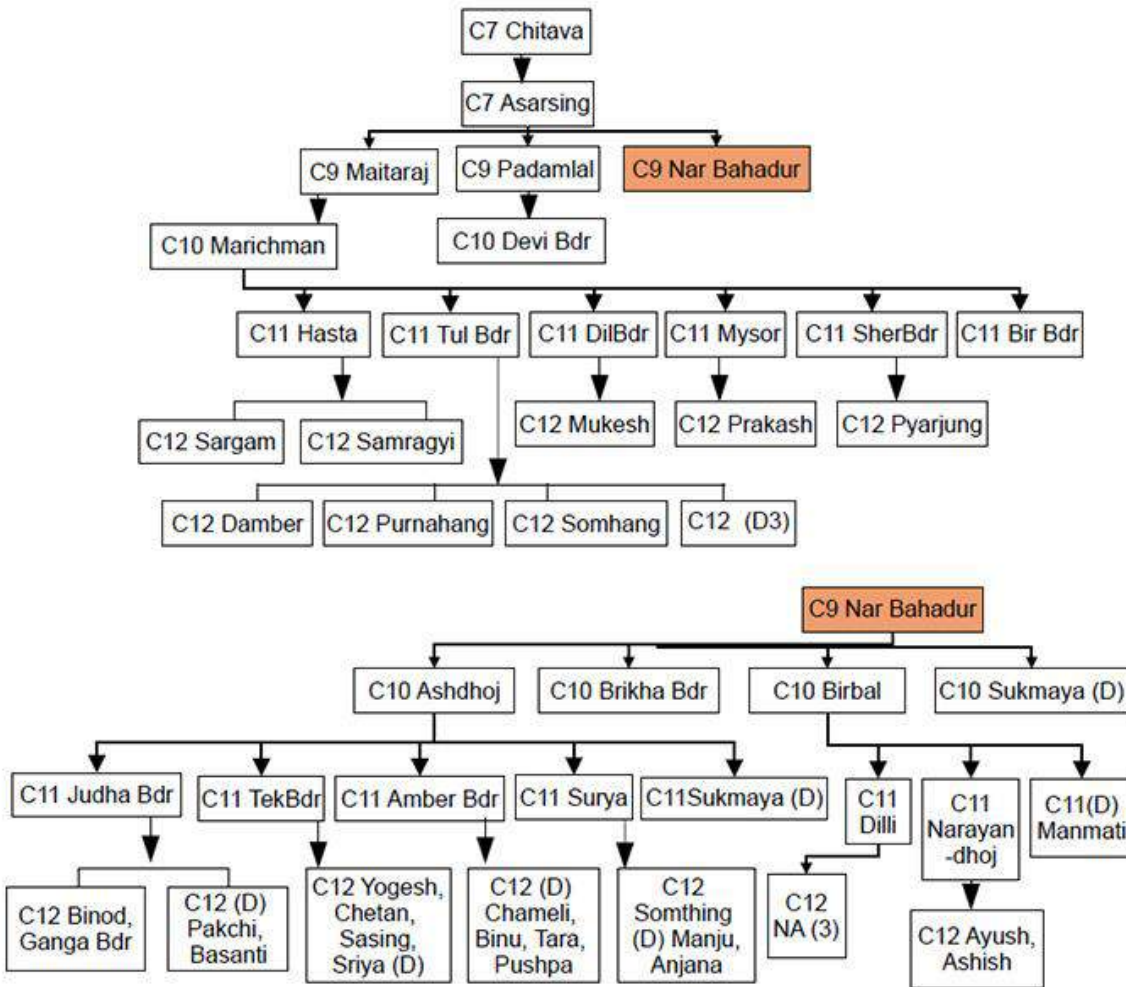 C7 Chitava
C7 Asarsing
C9 Maitaraj
C9 Padamlal
C9 Nar Bahadur
C10 Marichman
C10 Devi Bdr
C11 Hasta
C11 Tul Bdr
C11 DilBdr
C11 Mysor
C11 SherBdr
C11 Bir Bdr
C12 Sargam
C12 Samragyi
C12 Mukesh
C12 Prakash
C12 Pyarjung
C12 Damber
C12 Purnahang
C12 Somhang
C12 (D3)
C9 Nar Bahadur
C10 Ashdhoj
C10 Brikha Bdr
C10 Birbal
C10 Sukmaya (D)
C11 Judha Bdr
C11 TekBdr
C11 Amber Bdr
C11 Surya
C11Sukmaya (D)
C11
Dilli
C11
Narayan
-dhoj
C11(D)
Manmati
C12 Binod,
Ganga Bdr
C12 (D)
Pakchi,
Basanti
C12 Yogesh,
Chetan,
Sasing,
Sriya (D)
C12 (D)
Chameli,
Binu, Tara,
Pushpa
C12
Somthing
(D) Manju,
Anjana
C12
NA (3)
C12 Ayush,
Ashish